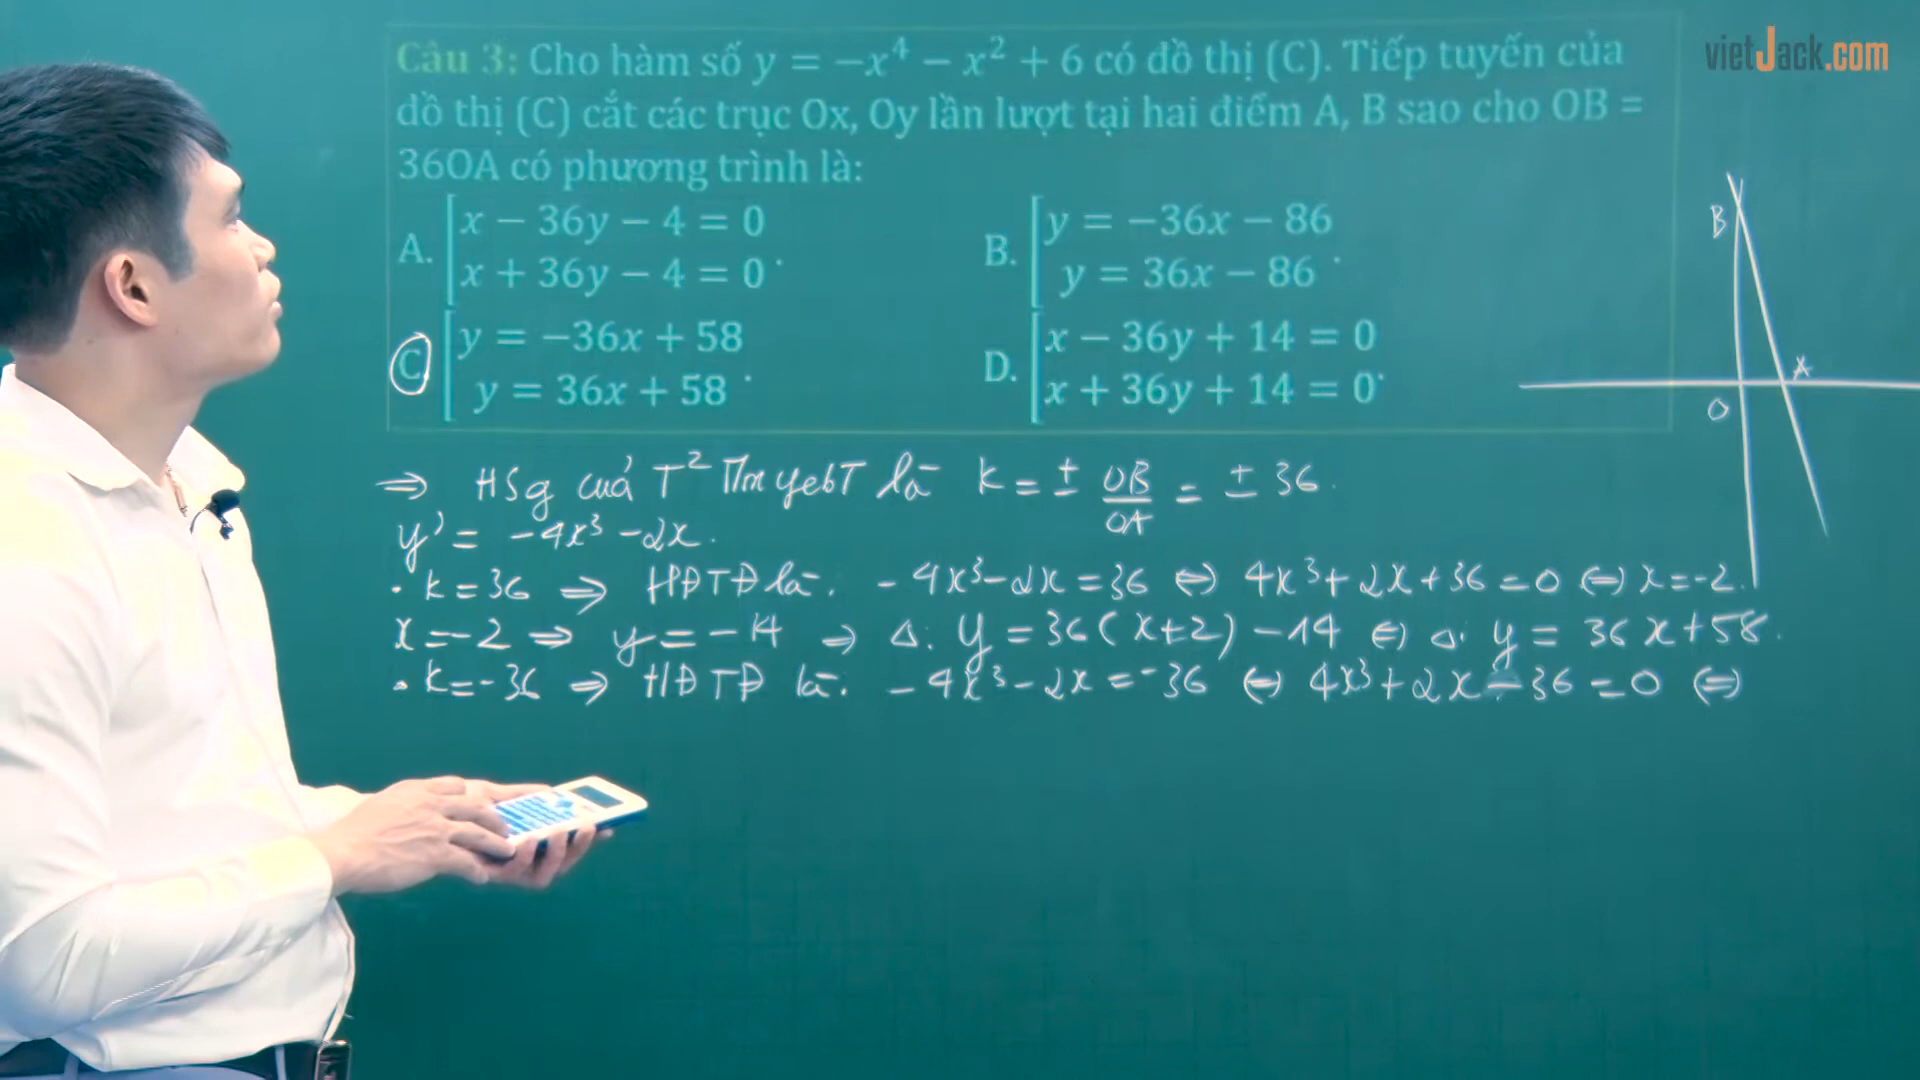 vietJack.com
Câu 3: Cho hàm số y = −x⁴ − x² + 6 có đồ thị (C). Tiếp tuyến của
đồ thị (C) cắt các trục Ox, Oy lần lượt tại hai điểm A, B sao cho OB =
36OA có phương trình là:
A. [ x − 36y − 4 = 0
x + 36y − 4 = 0 .
B. [ y = −36x − 86
y = 36x − 86 .
C [ y = −36x + 58
y = 36x + 58 .
D. [ x − 36y + 14 = 0
x + 36y + 14 = 0 .
B
A
O
⇒ HSg của T² Tm ycbT là k = ± OB/OA = ± 36.
y' = −4x³ − 2x.
· k = 36 ⇒ HĐTĐ là: −4x³ − 2x = 36 ⇔ 4x³ + 2x + 36 = 0 ⇔ x = −2.
x = −2 ⇒ y = −14 ⇒ Δ: y = 36(x+2) − 14 ⇔ Δ: y = 36x + 58.
· k = −36 ⇒ HĐTĐ là: −4x³ − 2x = −36 ⇔ 4x³ + 2x − 36 = 0 ⇔